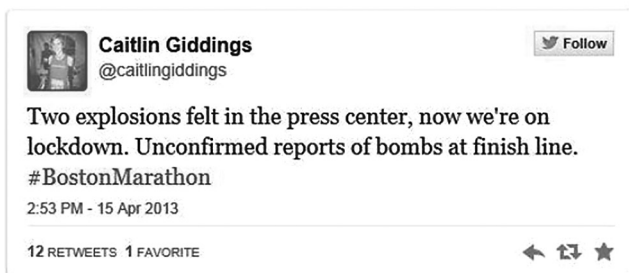 Caitlin Giddings
@caitlingiddings
Follow
Two explosions felt in the press center, now we're on
lockdown. Unconfirmed reports of bombs at finish line.
#BostonMarathon
2:53 PM - 15 Apr 2013
12 RETWEETS 1 FAVORITE